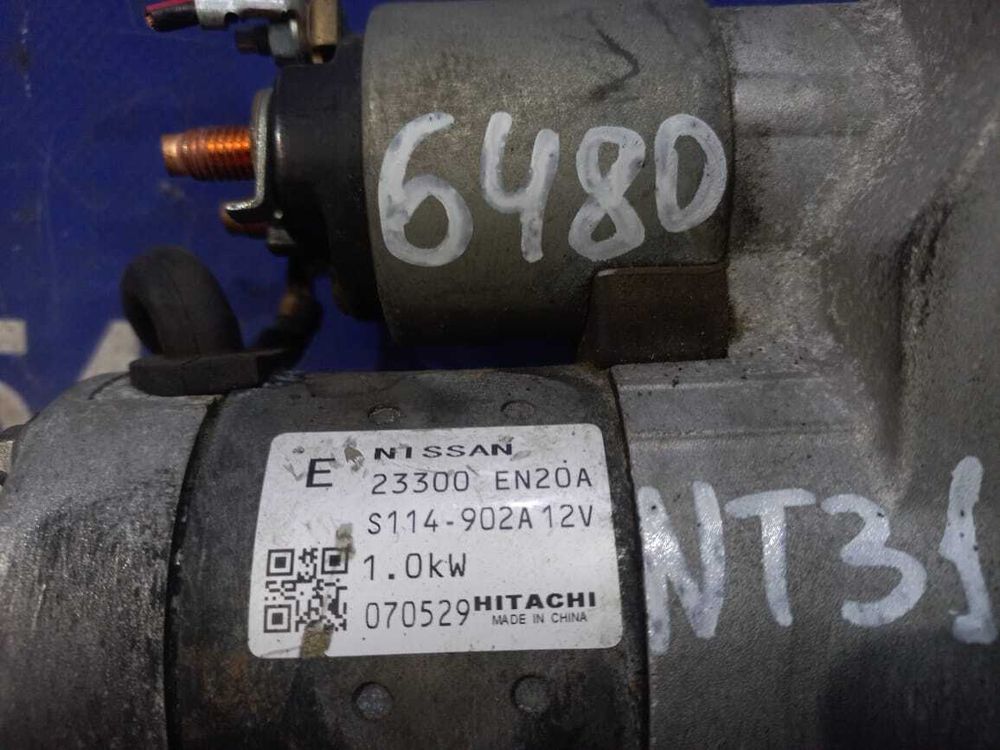 6480
NISSAN
E 23300 EN20A
S114-902A 12V
1.0kW
070529 HITACHI
MADE IN CHINA
NT31